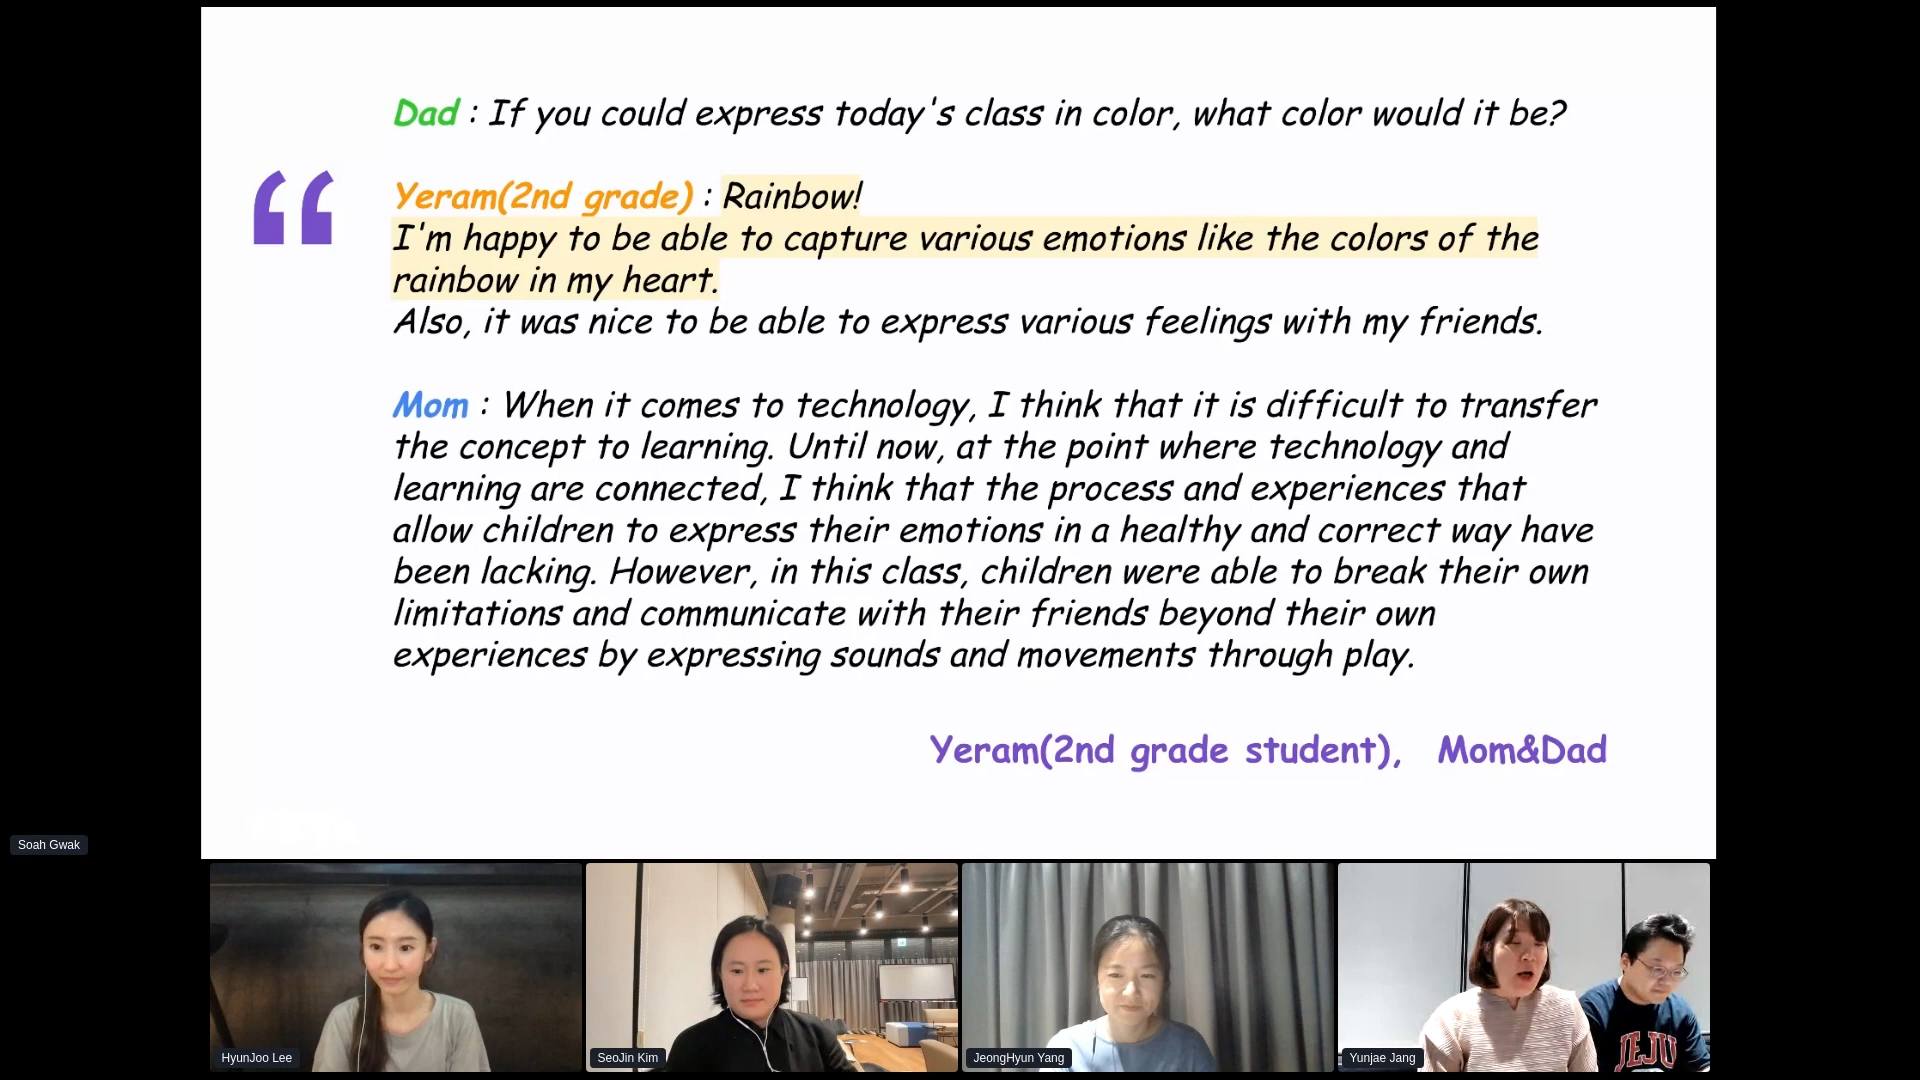 Dad : If you could express today's class in color, what color would it be?
“
Yeram(2nd grade) : Rainbow!
I'm happy to be able to capture various emotions like the colors of the
rainbow in my heart.
Also, it was nice to be able to express various feelings with my friends.
Mom : When it comes to technology, I think that it is difficult to transfer
the concept to learning. Until now, at the point where technology and
learning are connected, I think that the process and experiences that
allow children to express their emotions in a healthy and correct way have
been lacking. However, in this class, children were able to break their own
limitations and communicate with their friends beyond their own
experiences by expressing sounds and movements through play.
Yeram(2nd grade student), Mom&Dad
Soah Gwak
HyunJoo Lee
SeoJin Kim
JeongHyun Yang
Yunjae Jang
JEJU